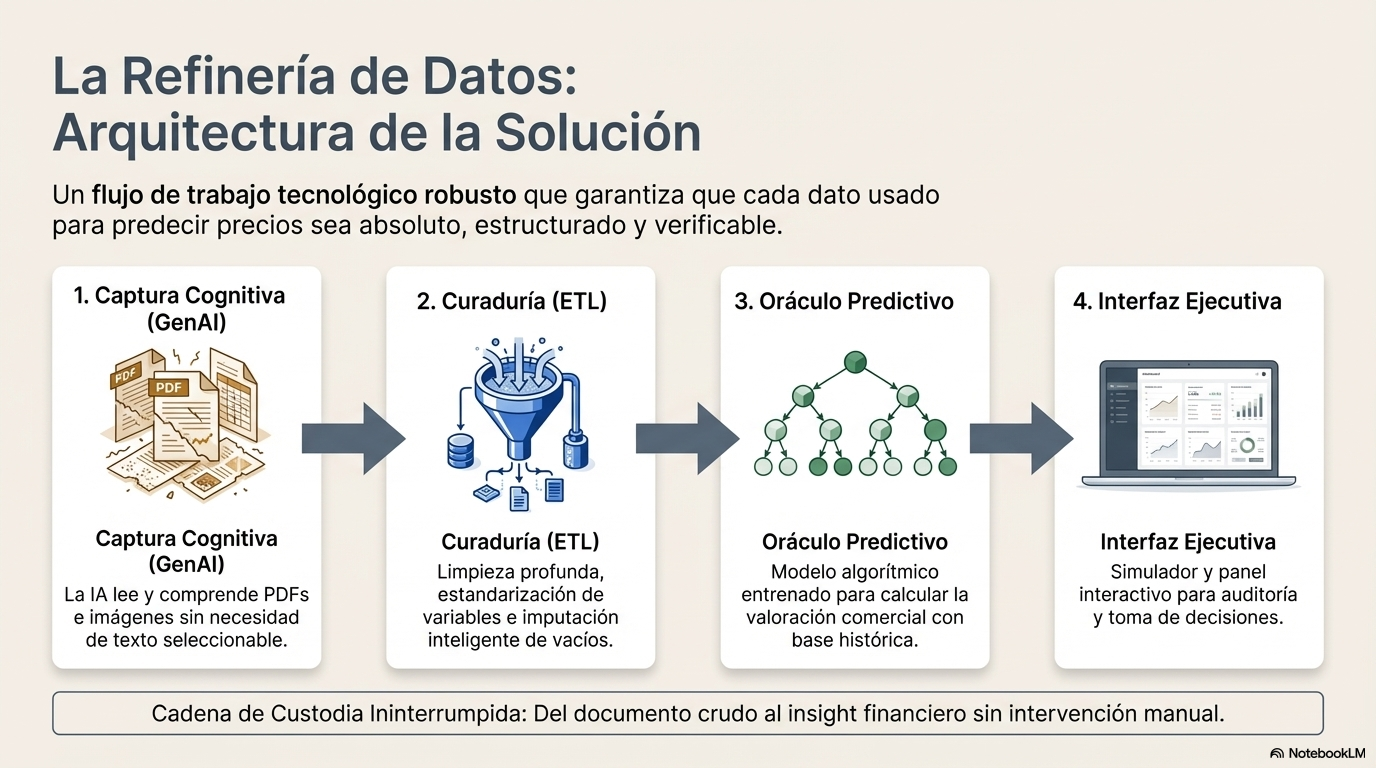 La Refinería de Datos:
Arquitectura de la Solución
Un flujo de trabajo tecnológico robusto que garantiza que cada dato usado
para predecir precios sea absoluto, estructurado y verificable.
1. Captura Cognitiva
(GenAI)
PDF
PDF
Captura Cognitiva
(GenAI)
La IA lee y comprende PDFs
e imágenes sin necesidad
de texto seleccionable.
2. Curaduría (ETL)
Curaduría (ETL)
Limpieza profunda,
estandarización de
variables e imputación
inteligente de vacíos.
3. Oráculo Predictivo
Oráculo Predictivo
Modelo algorítmico
entrenado para calcular la
valoración comercial con
base histórica.
4. Interfaz Ejecutiva
Interfaz Ejecutiva
Simulador y panel
interactivo para auditoría
y toma de decisiones.
Cadena de Custodia Ininterrumpida: Del documento crudo al insight financiero sin intervención manual.
NotebookLM